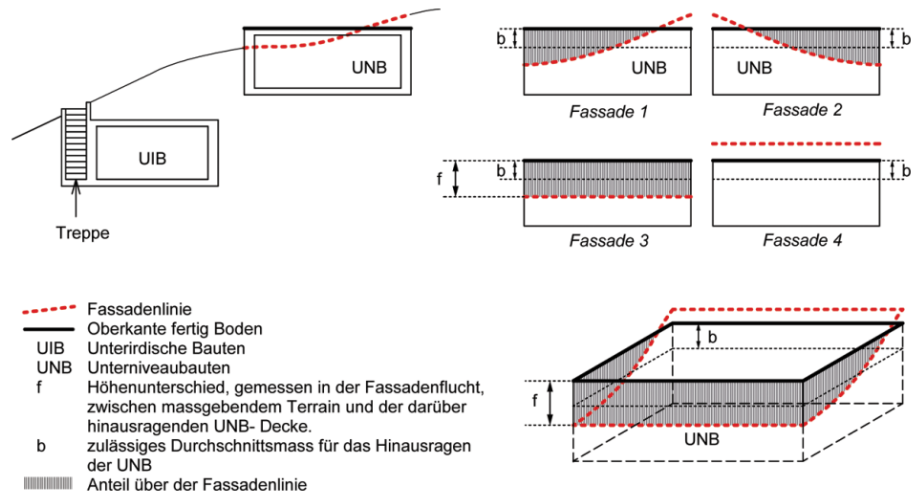 UNB
UIB
Treppe
b
UNB
Fassade 1
UNB
b
Fassade 2
f
b
Fassade 3
b
Fassade 4
Fassadenlinie
Oberkante fertig Boden
UIB Unterirdische Bauten
UNB Unterniveaubauten
f Höhenunterschied, gemessen in der Fassadenflucht,
zwischen massgebendem Terrain und der darüber
hinausragenden UNB- Decke.
b zulässiges Durchschnittsmass für das Hinausragen
der UNB
Anteil über der Fassadenlinie
b
f
UNB